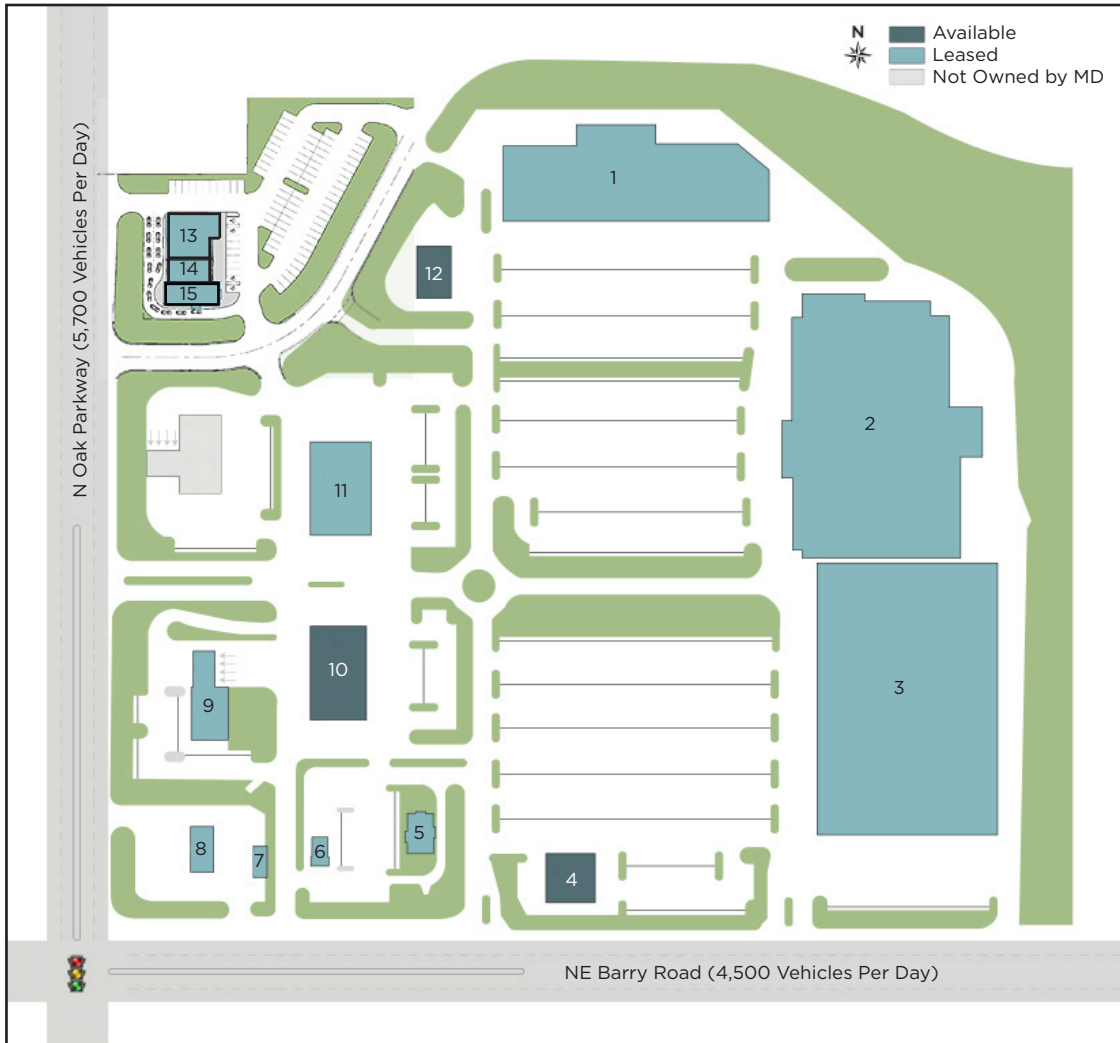 N
Available
Leased
Not Owned by MD
N Oak Parkway (5,700 Vehicles Per Day)
1
13
14
15
12
2
11
10
9
3
8
7
6
5
4
NE Barry Road (4,500 Vehicles Per Day)